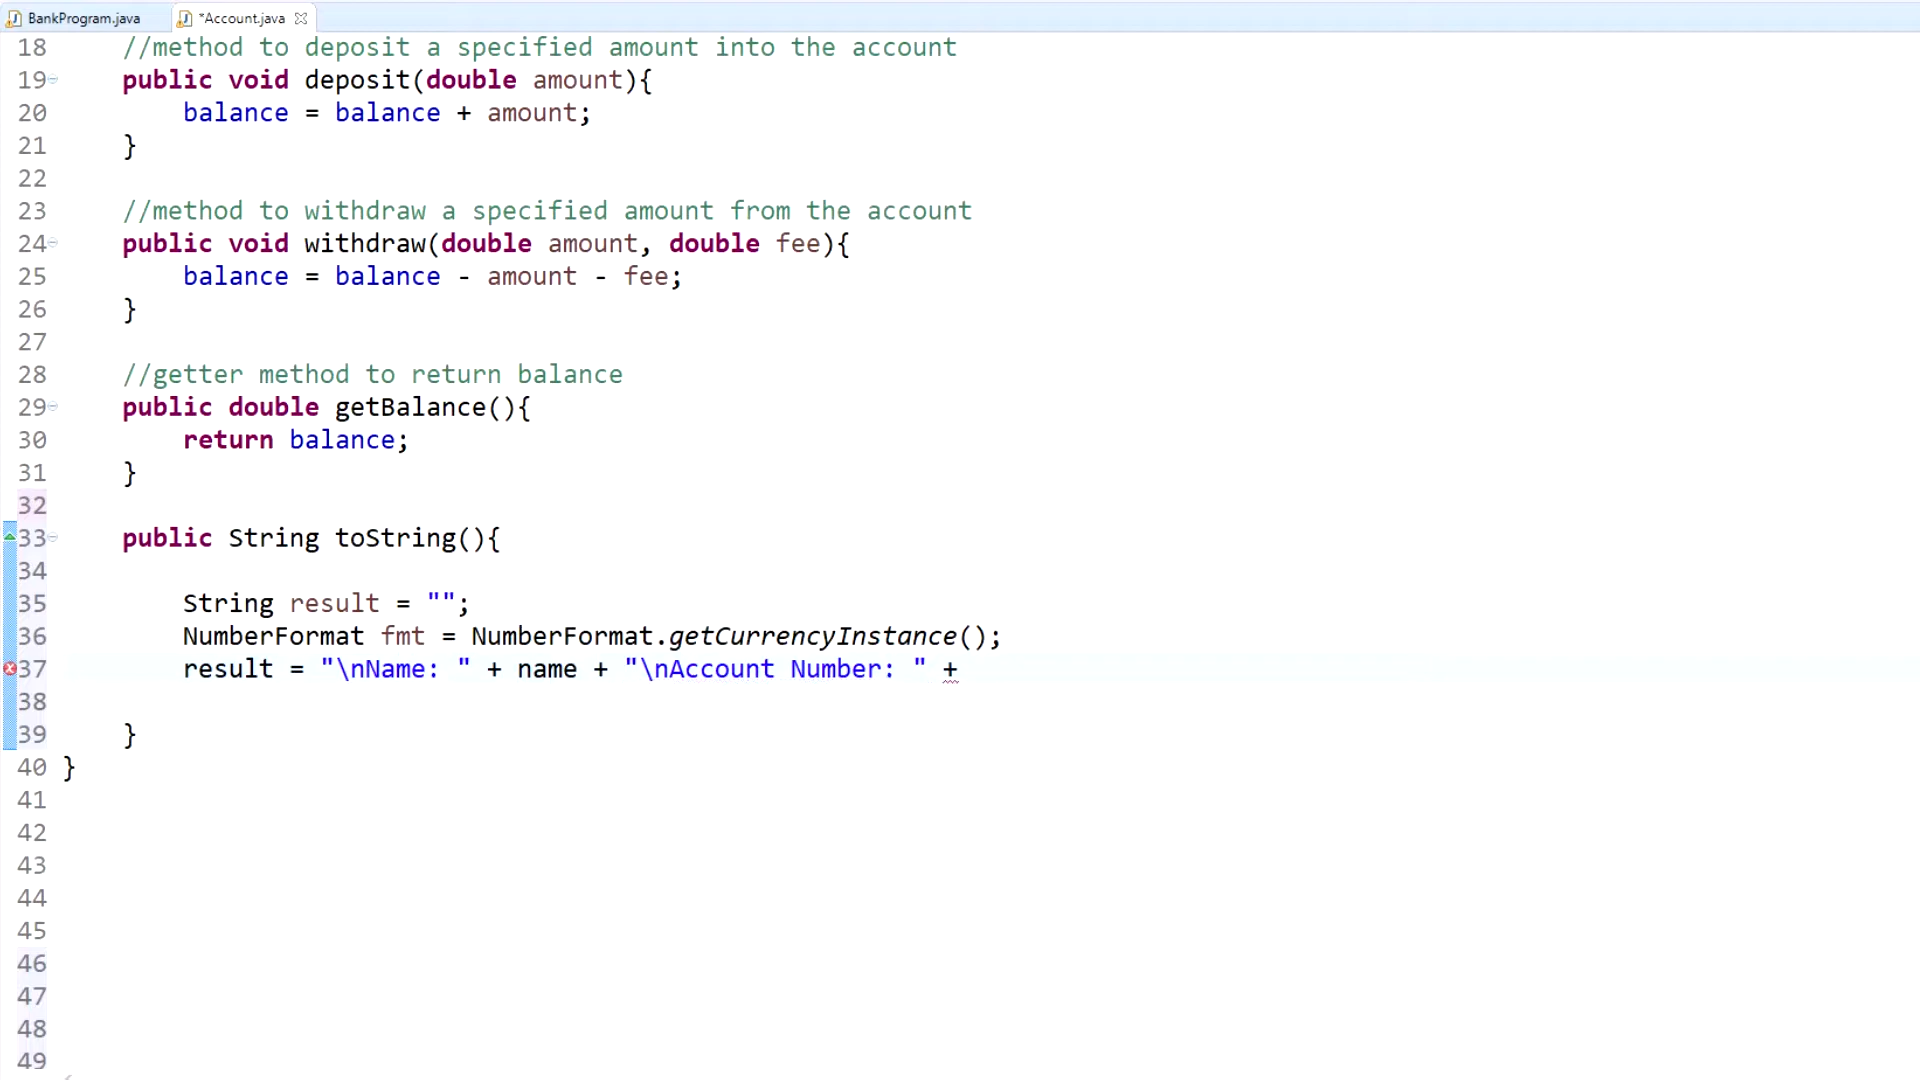 BankProgram.java *Account.java
18 //method to deposit a specified amount into the account
19 public void deposit(double amount){
20 balance = balance + amount;
21 }
22
23 //method to withdraw a specified amount from the account
24 public void withdraw(double amount, double fee){
25 balance = balance - amount - fee;
26 }
27
28 //getter method to return balance
29 public double getBalance(){
30 return balance;
31 }
32
33 public String toString(){
34
35 String result = "";
36 NumberFormat fmt = NumberFormat.getCurrencyInstance();
37 result = "\nName: " + name + "\nAccount Number: " +
38
39 }
40 }
41
42
43
44
45
46
47
48
49